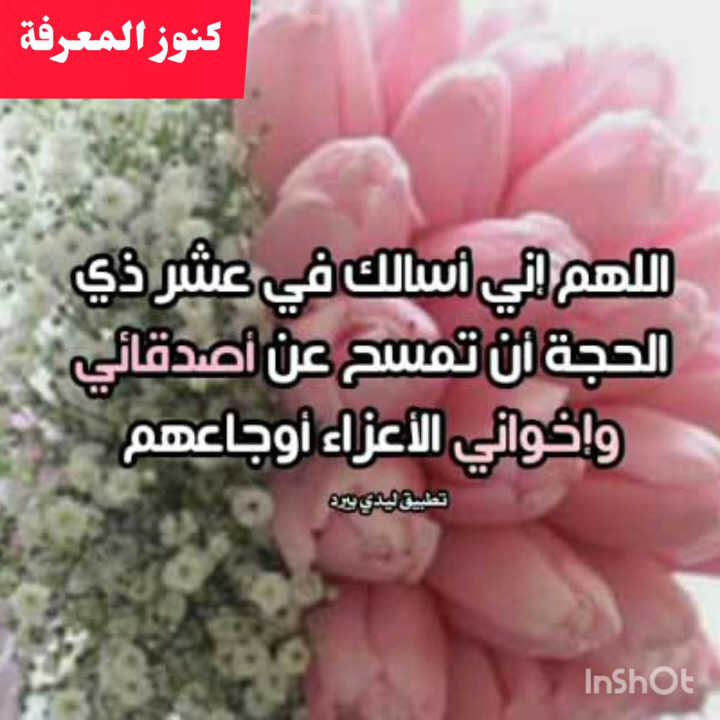 كنوز المعرفة
اللهم إني أسالك في عشر ذي
الحجة أن تمسح عن أصدقائي
وإخواني الأعزاء أوجاعهم
تطبيق ليدي بيرد
InShOt